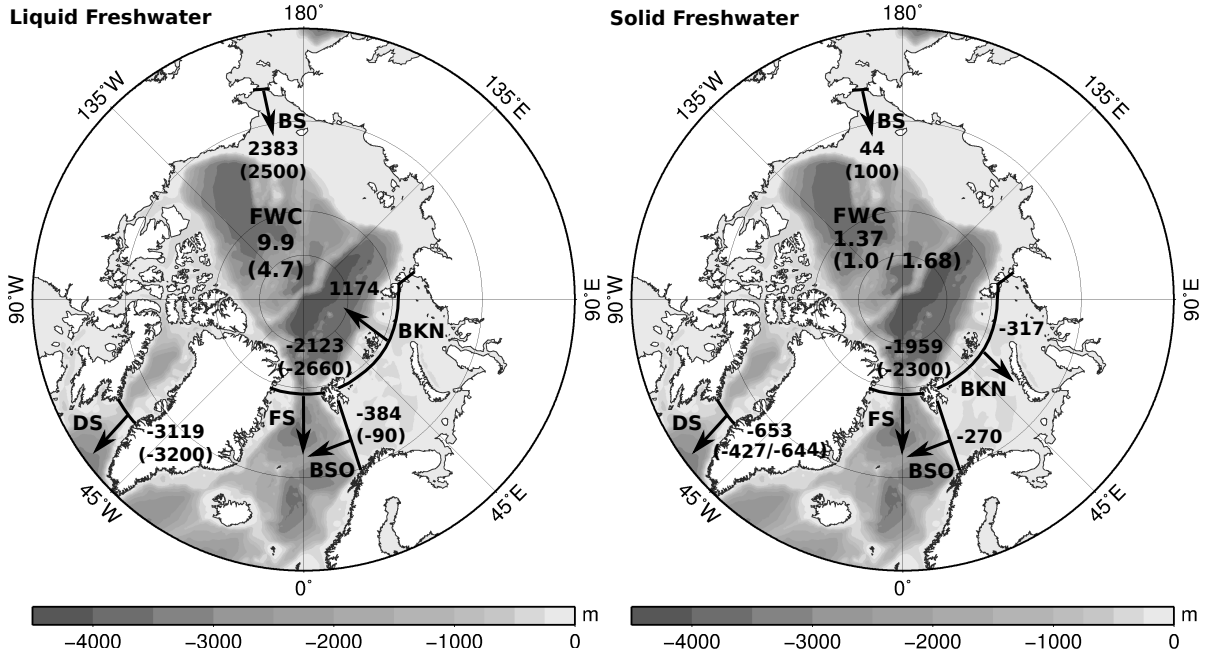 Liquid Freshwater
180°
135°W
135°E
BS
2383
(2500)
FWC
9.9
(4.7)
1174
90°W
90°E
BKN
-2123
(-2660)
FS
-384
(-90)
DS
-3119
(-3200)
BSO
45°W
45°E
0°
−4000
−3000
−2000
−1000
0
m
Solid Freshwater
180°
135°W
135°E
BS
44
(100)
FWC
1.37
(1.0 / 1.68)
90°W
90°E
-317
-1959
(-2300)
BKN
FS
DS
-653
(-427/-644)
-270
BSO
45°W
45°E
0°
−4000
−3000
−2000
−1000
0
m